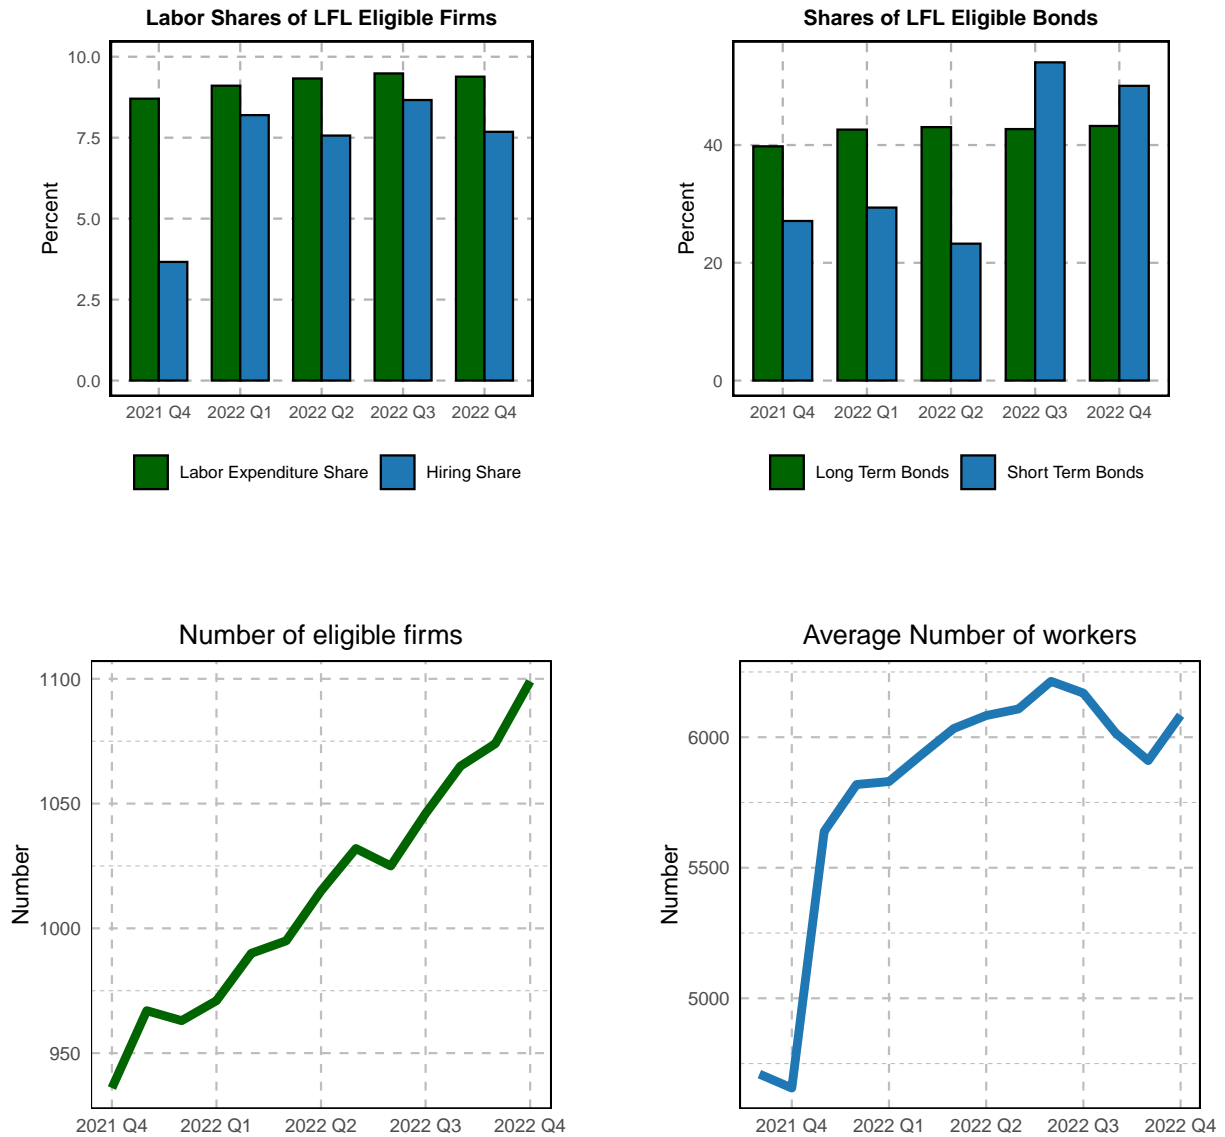 Labor Shares of LFL Eligible Firms
Percent
10.0
7.5
5.0
2.5
0.0
2021 Q4 2022 Q1 2022 Q2 2022 Q3 2022 Q4
Labor Expenditure Share Hiring Share
Shares of LFL Eligible Bonds
Percent
40
20
0
2021 Q4 2022 Q1 2022 Q2 2022 Q3 2022 Q4
Long Term Bonds Short Term Bonds
Number of eligible firms
Number
1100
1050
1000
950
2021 Q4 2022 Q1 2022 Q2 2022 Q3 2022 Q4
Average Number of workers
Number
6000
5500
5000
2021 Q4 2022 Q1 2022 Q2 2022 Q3 2022 Q4